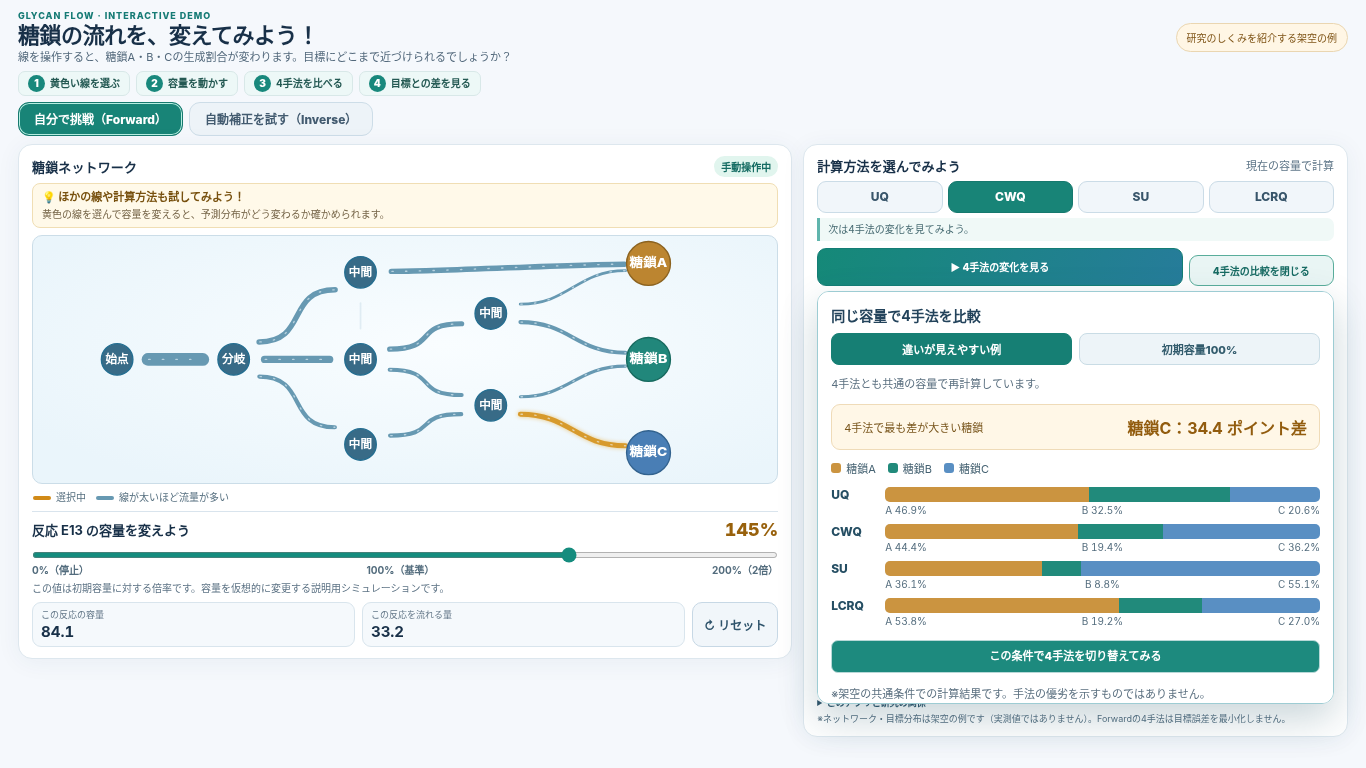 GLYCAN FLOW · INTERACTIVE DEMO
糖鎖の流れを、変えてみよう！
線を操作すると、糖鎖A・B・Cの生成割合が変わります。目標にどこまで近づけられるでしょうか？
研究のしくみを紹介する架空の例
1 黄色い線を選ぶ
2 容量を動かす
3 4手法を比べる
4 目標との差を見る
自分で挑戦（Forward）
自動補正を試す（Inverse）
糖鎖ネットワーク
手動操作中
💡 ほかの線や計算方法も試してみよう！
黄色の線を選んで容量を変えると、予測分布がどう変わるか確かめられます。
始点
分岐
中間
中間
中間
中間
中間
糖鎖A
糖鎖B
糖鎖C
選択中
線が太いほど流量が多い
反応 E13 の容量を変えよう
145%
0%（停止）
100%（基準）
200%（2倍）
この値は初期容量に対する倍率です。容量を仮想的に変更する説明用シミュレーションです。
この反応の容量
84.1
この反応を流れる量
33.2
↻ リセット
計算方法を選んでみよう
現在の容量で計算
UQ
CWQ
SU
LCRQ
次は4手法の変化を見てみよう。
▶ 4手法の変化を見る
4手法の比較を閉じる
同じ容量で4手法を比較
違いが見えやすい例
初期容量100%
4手法とも共通の容量で再計算しています。
4手法で最も差が大きい糖鎖
糖鎖C：34.4 ポイント差
糖鎖A
糖鎖B
糖鎖C
UQ
A 46.9%
B 32.5%
C 20.6%
CWQ
A 44.4%
B 19.4%
C 36.2%
SU
A 36.1%
B 8.8%
C 55.1%
LCRQ
A 53.8%
B 19.2%
C 27.0%
この条件で4手法を切り替えてみる
※架空の共通条件での計算結果です。手法の優劣を示すものではありません。
※ネットワーク・目標分布は架空の例です（実測値ではありません）。Forwardの4手法は目標誤差を最小化しません。